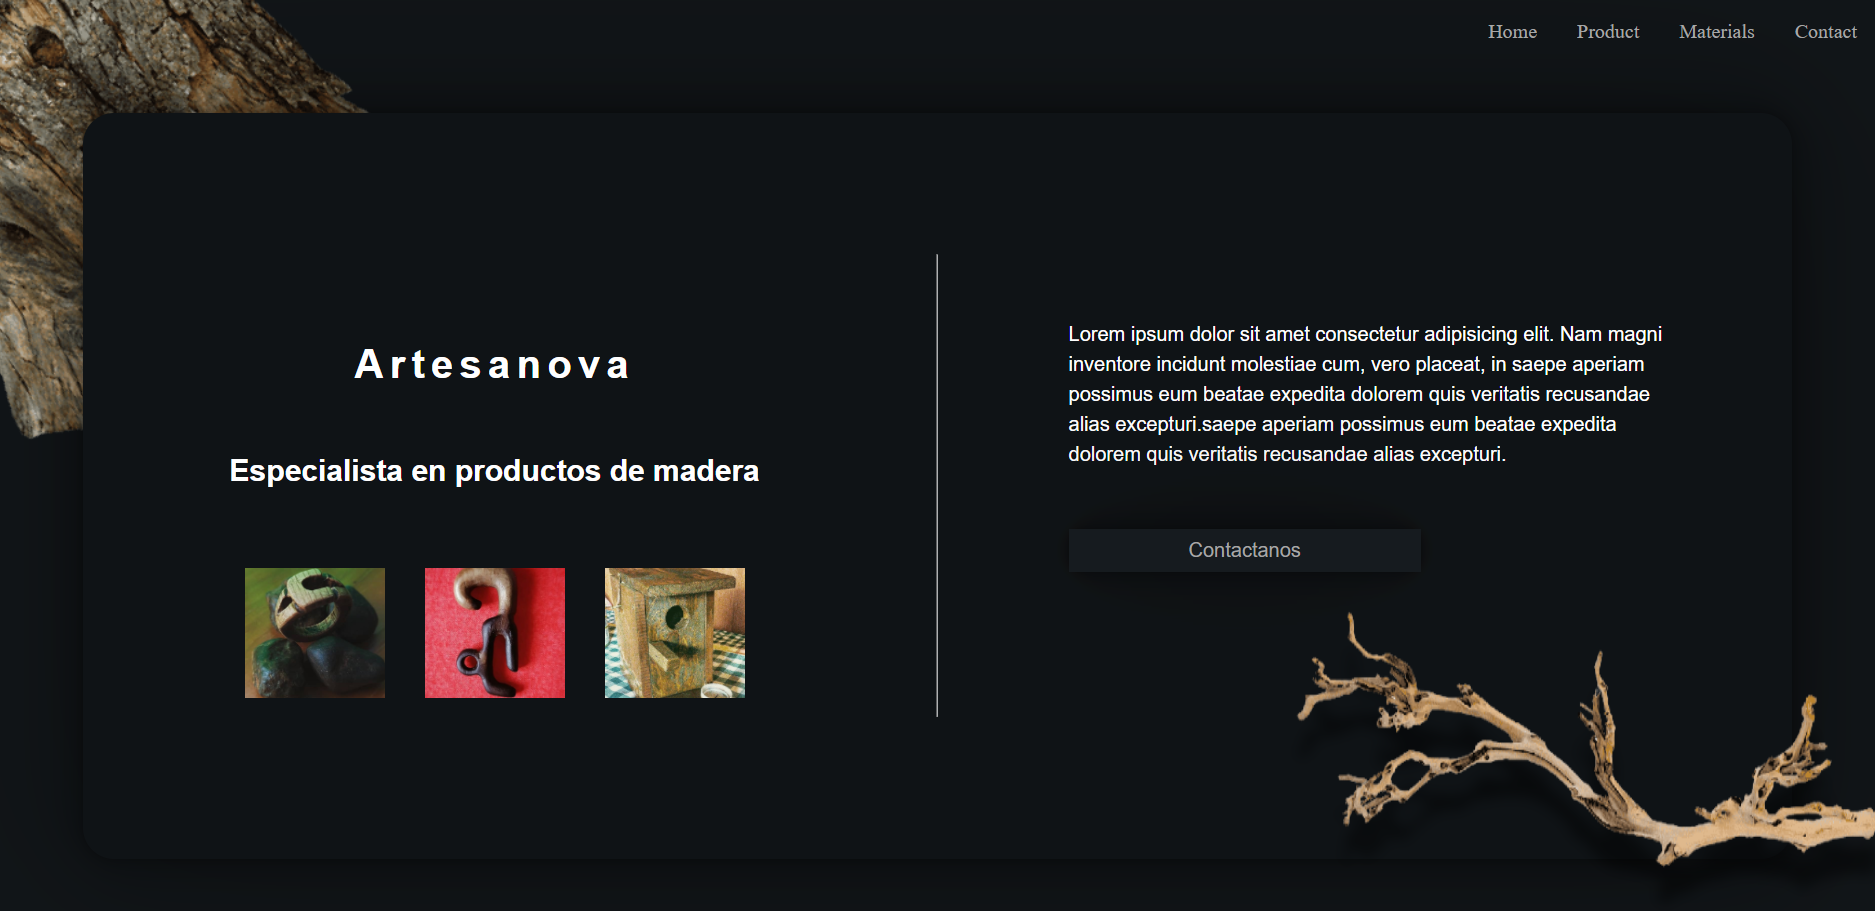 Home Product Materials Contact
Artesanova
Especialista en productos de madera
Lorem ipsum dolor sit amet consectetur adipisicing elit. Nam magni
inventore incidunt molestiae cum, vero placeat, in saepe aperiam
possimus eum beatae expedita dolorem quis veritatis recusandae
alias excepturi.saepe aperiam possimus eum beatae expedita
dolorem quis veritatis recusandae alias excepturi.
Contactanos